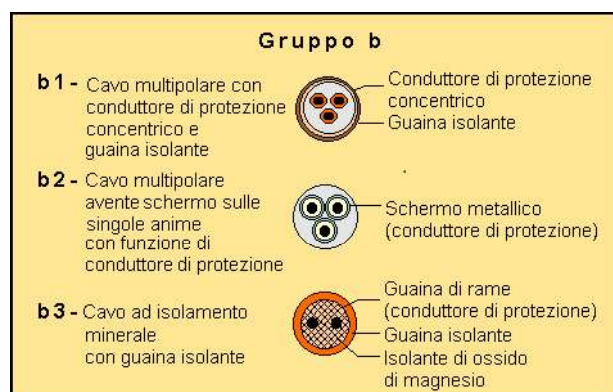 Gruppo b
b1- Cavo multipolare con
conduttore di protezione
concentrico e
guaina isolante
Conduttore di protezione
concentrico
Guaina isolante
b2- Cavo multipolare
avente schermo sulle
singole anime
con funzione di
conduttore di protezione
Schermo metallico
(conduttore di protezione)
b3- Cavo ad isolamento
minerale
con guaina isolante
Guaina di rame
(conduttore di protezione)
Guaina isolante
Isolante di ossido
di magnesio